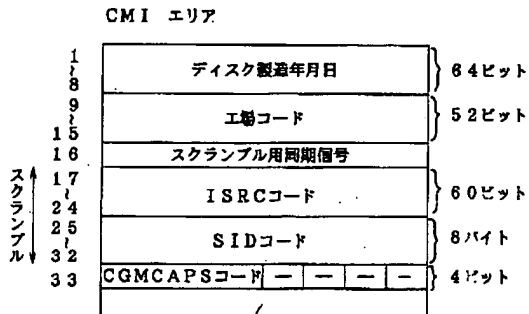 CMI エリア
1
〜
8
ディスク製造年月日
64ビット
9
〜
15
工場コード
52ビット
16
スクランブル用同期信号
スクランブル
17
〜
24
ISRCコード
60ビット
25
〜
32
SIDコード
8バイト
33
CGMCAPSコード
—
—
—
—
4ビット